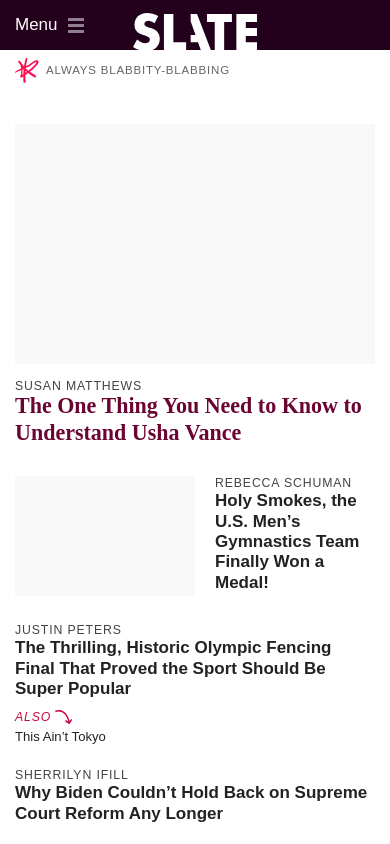 Menu
SLATE
ALWAYS BLABBITY-BLABBING
SUSAN MATTHEWS
The One Thing You Need to Know to
Understand Usha Vance
REBECCA SCHUMAN
Holy Smokes, the
U.S. Men’s
Gymnastics Team
Finally Won a
Medal!
JUSTIN PETERS
The Thrilling, Historic Olympic Fencing
Final That Proved the Sport Should Be
Super Popular
ALSO
This Ain’t Tokyo
SHERRILYN IFILL
Why Biden Couldn’t Hold Back on Supreme
Court Reform Any Longer